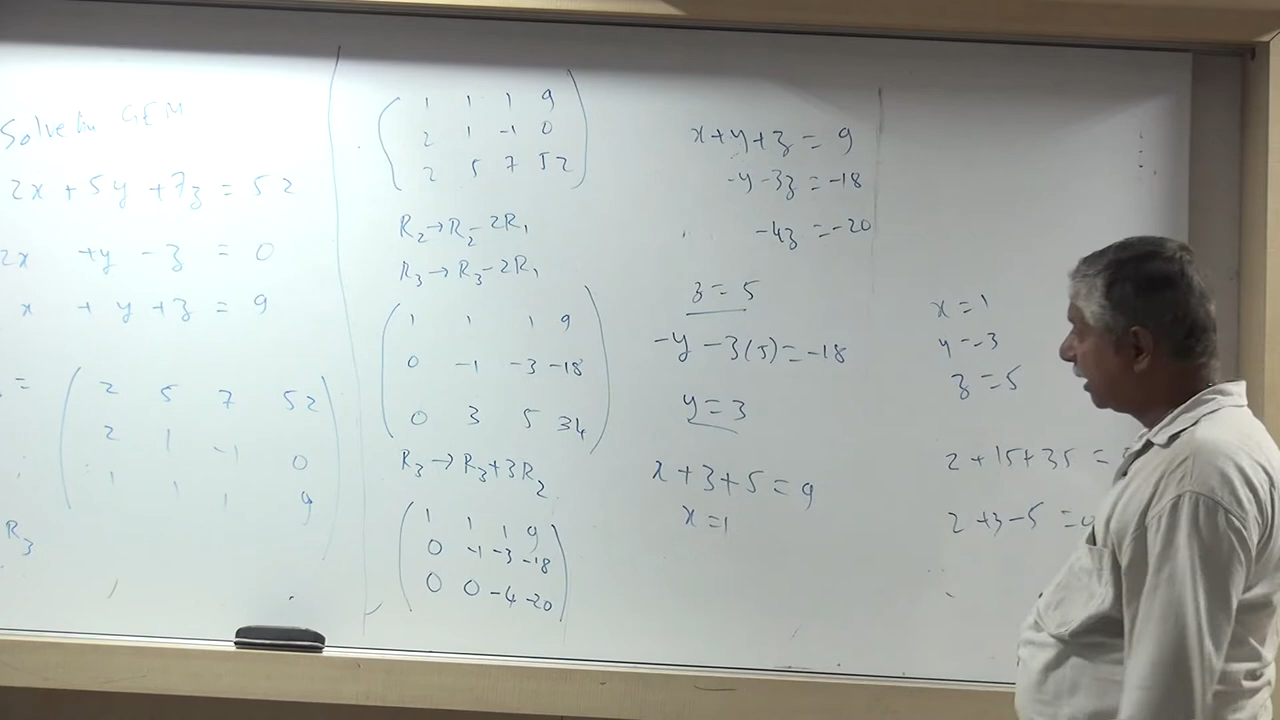 Solve GEM
2x + 5y + 7z = 52
2x + y - z = 0
x + y + z = 9
=
2 5 7 52
2 1 -1 0
1 1 1 9
R3
1 1 1 9
2 1 -1 0
2 5 7 52
R2 → R2 - 2R1
R3 → R3 - 2R1
1 1 1 9
0 -1 -3 -18
0 3 5 34
R3 → R3 + 3R2
1 1 1 9
0 -1 -3 -18
0 0 -4 -20
x + y + z = 9
-y - 3z = -18
-4z = -20
z = 5
-y - 3(5) = -18
y = 3
x + 3 + 5 = 9
x = 1
x = 1
y = 3
z = 5
2 + 15 + 35 =
2 + 3 - 5 = 0